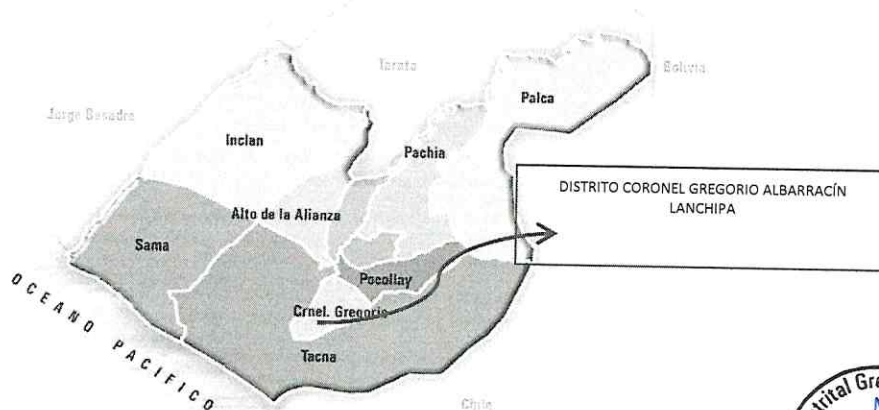 Tarata
Bolivia
Palca
Jorge Basadre
Inclan
Pachia
DISTRITO CORONEL GREGORIO ALBARRACÍN
LANCHIPA
Alto de la Alianza
Sama
Pocollay
Crnel. Gregorio
OCEANO PACIFICO
Tacna
Chile